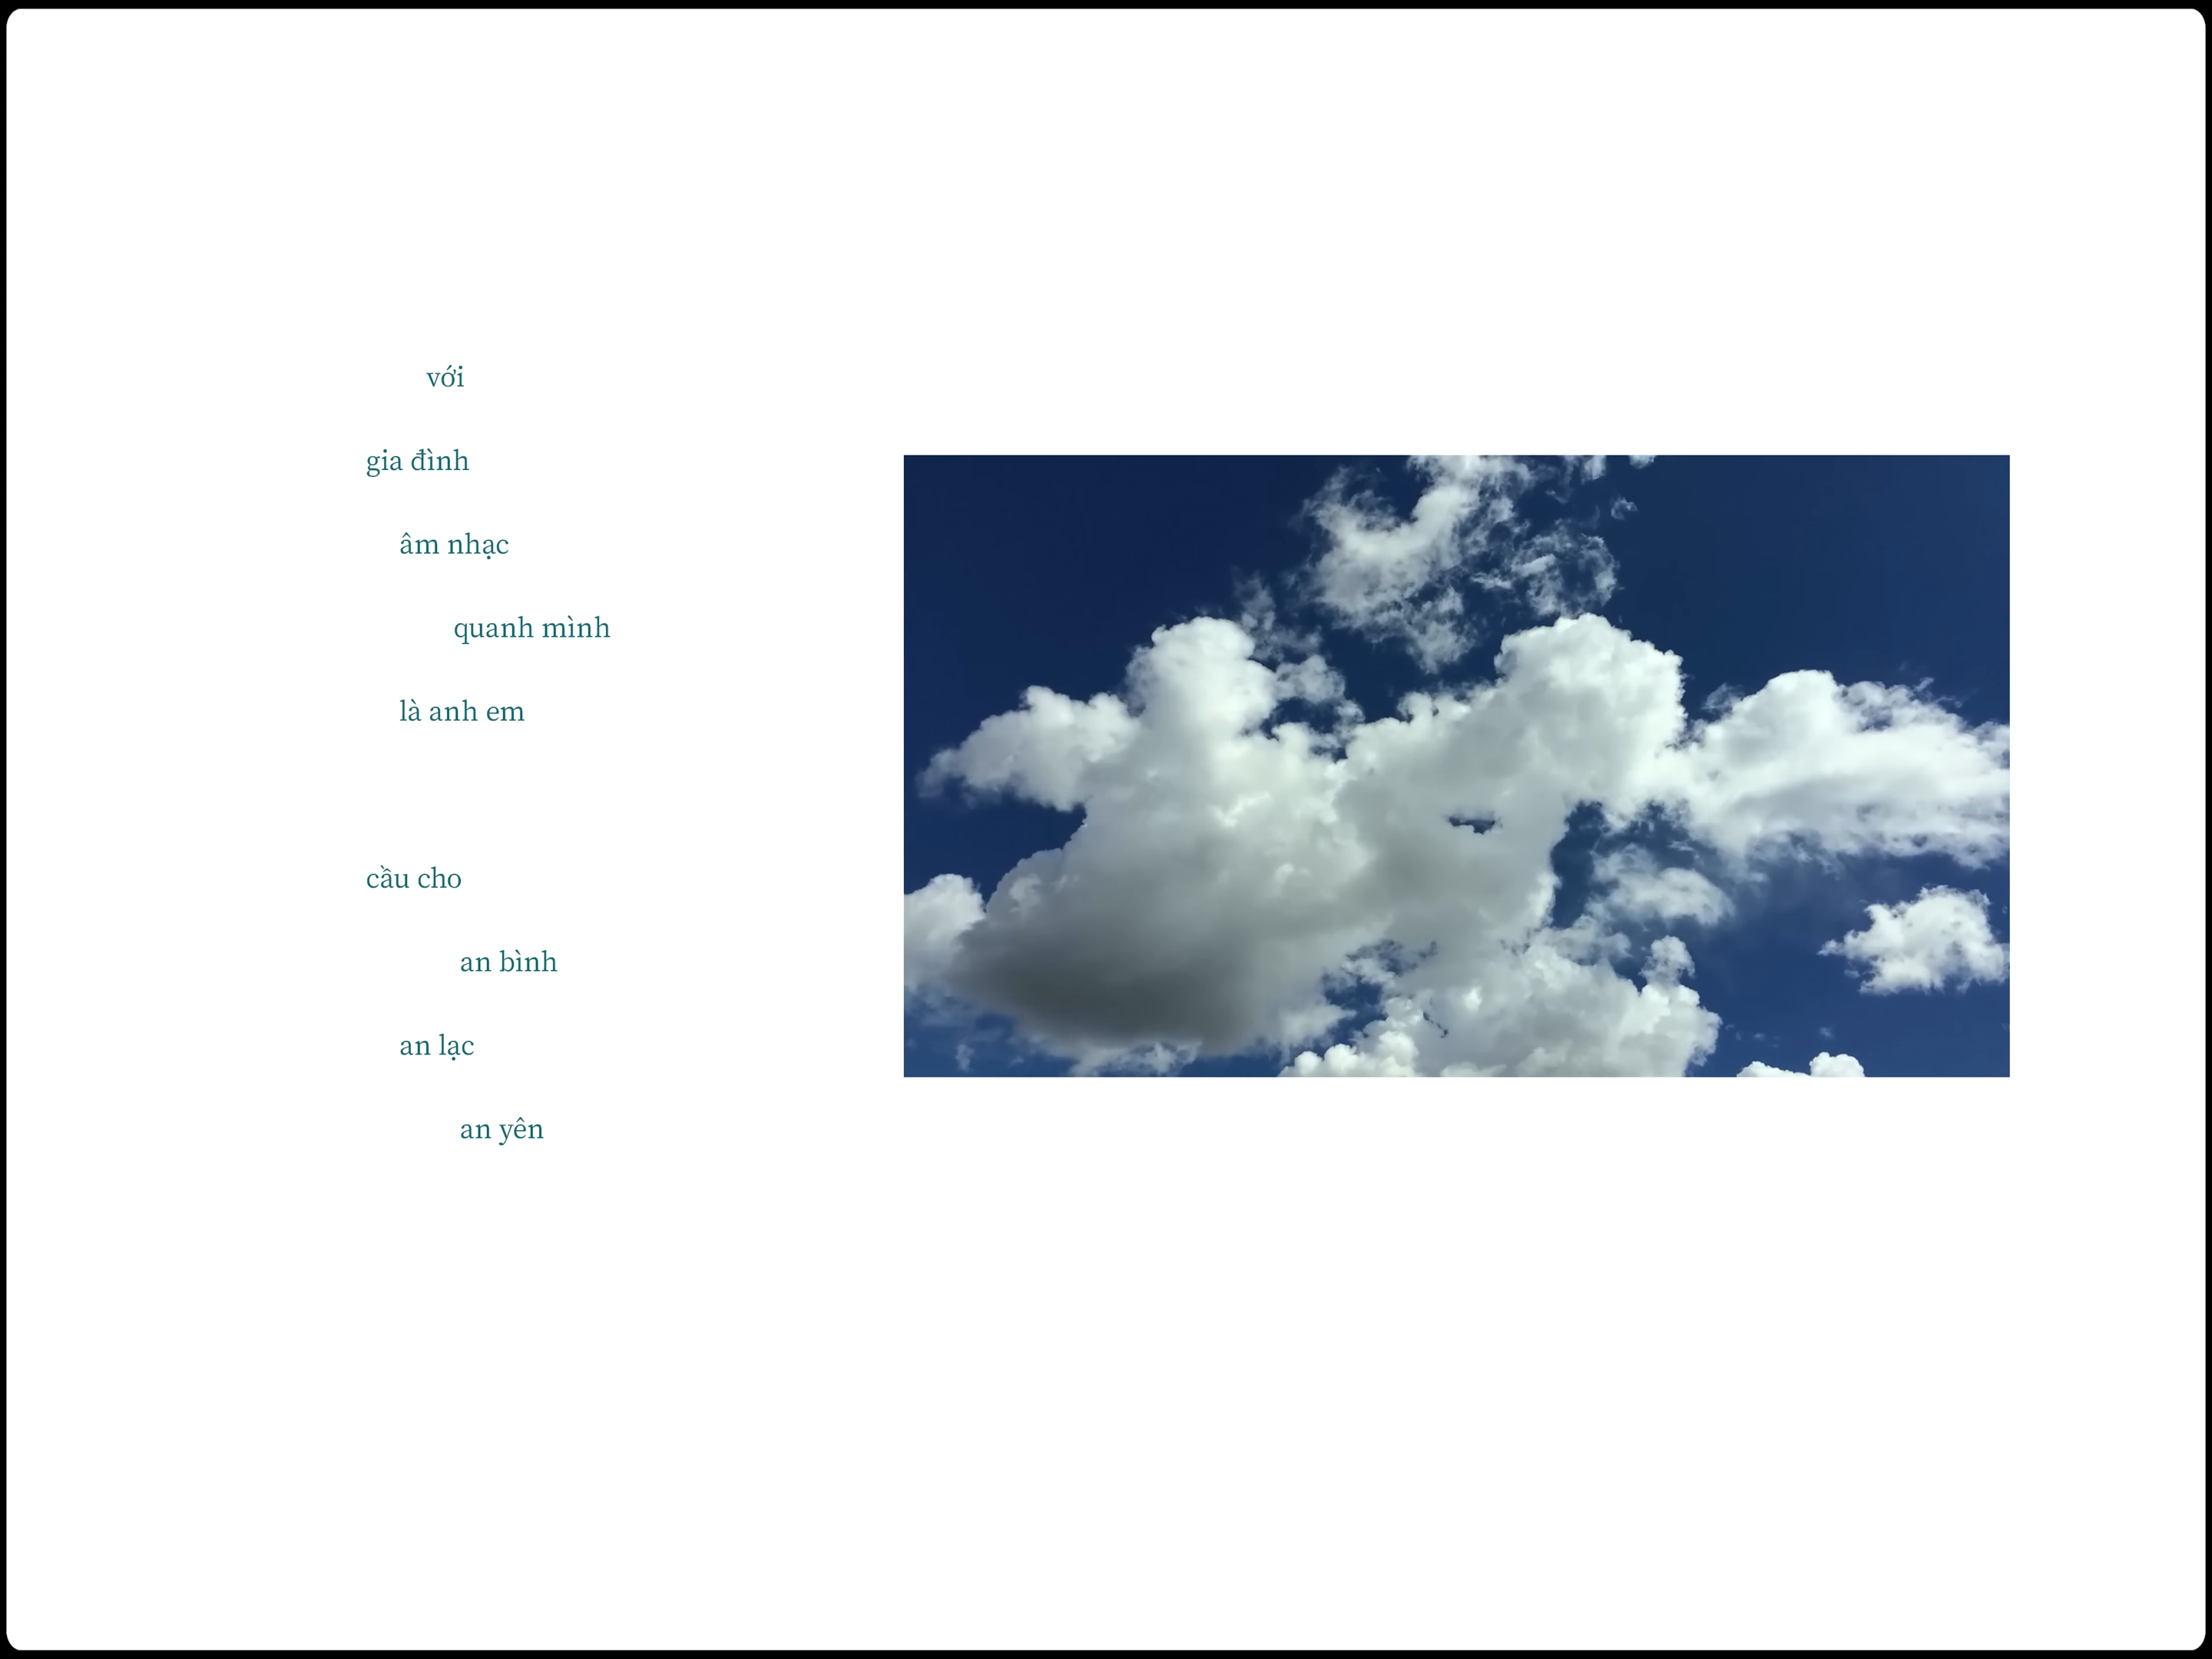 với
gia đình
âm nhạc
quanh mình
là anh em
cầu cho
an bình
an lạc
an yên